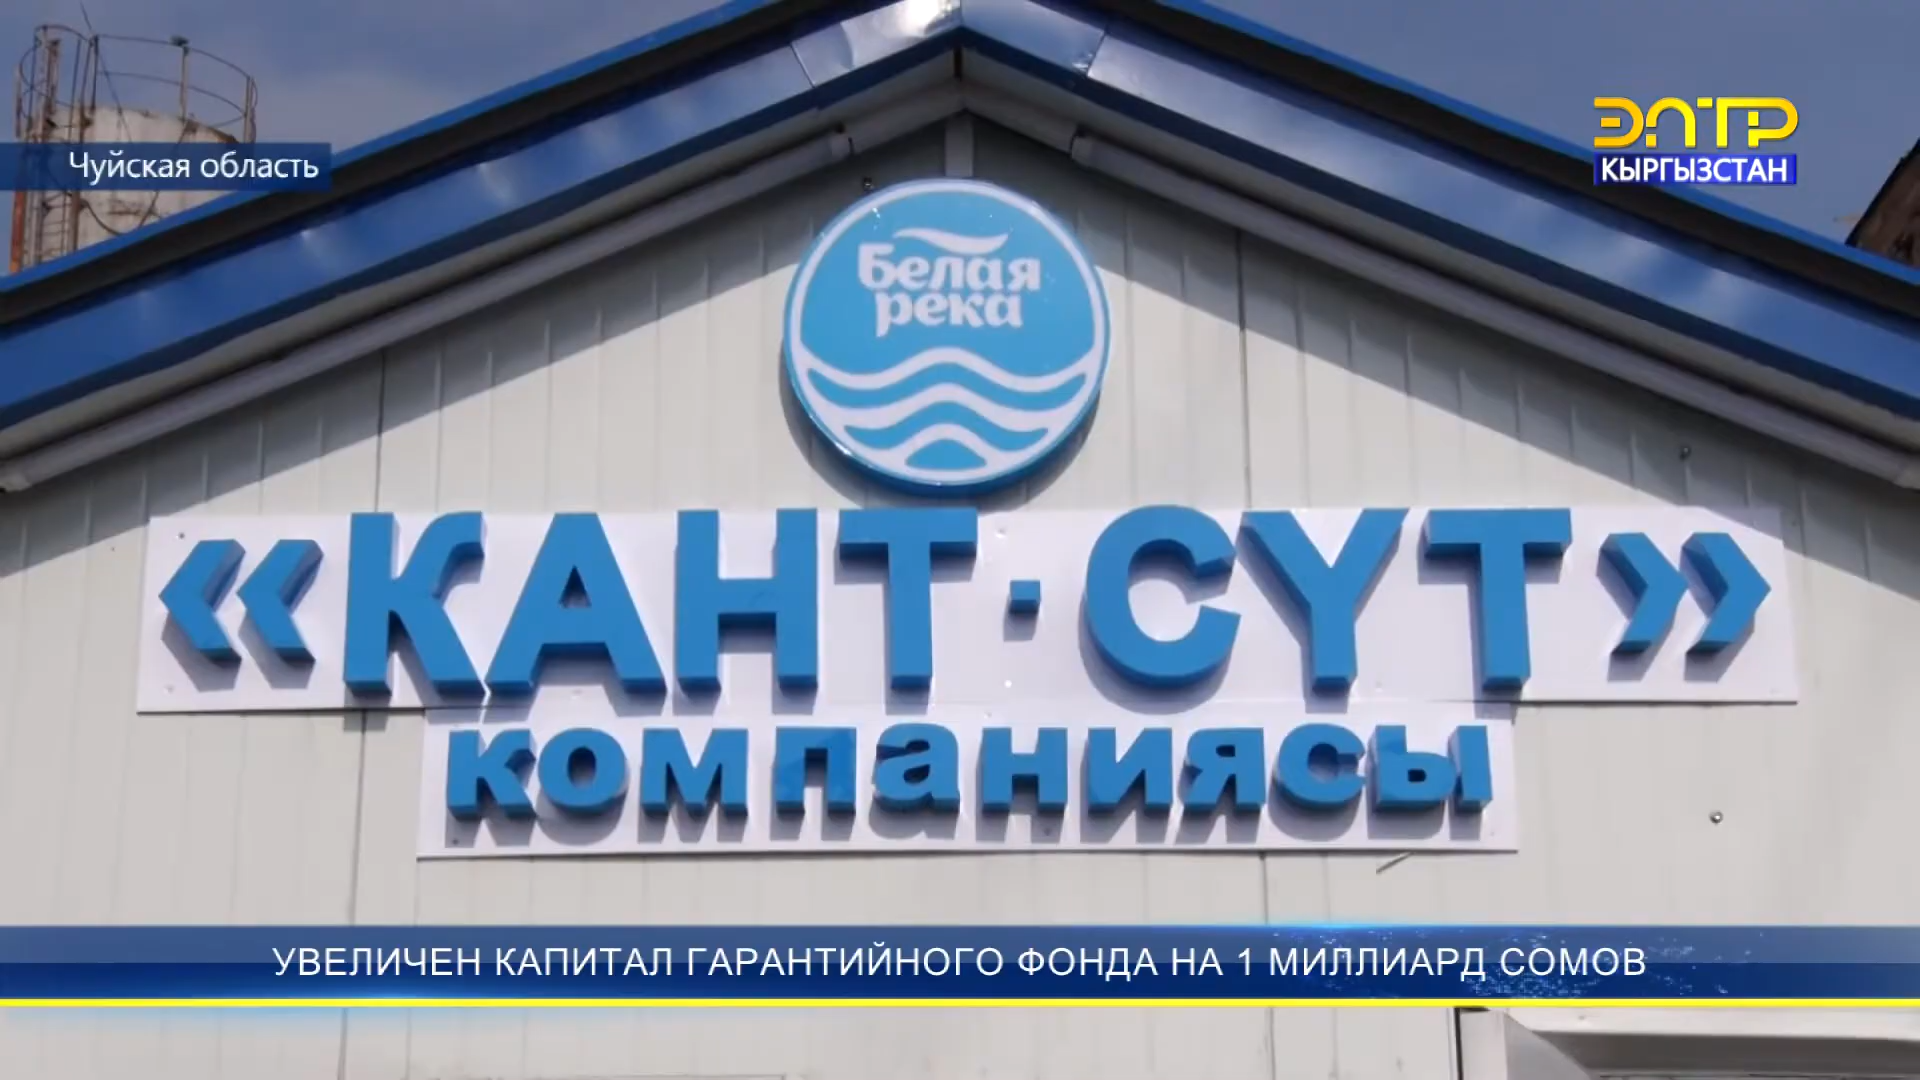 Чуйская область
ЭЛТР
КЫРГЫЗСТАН
Белая
река
«КАНТ·СҮТ»
компаниясы
УВЕЛИЧЕН КАПИТАЛ ГАРАНТИЙНОГО ФОНДА НА 1 МИЛЛИАРД СОМОВ